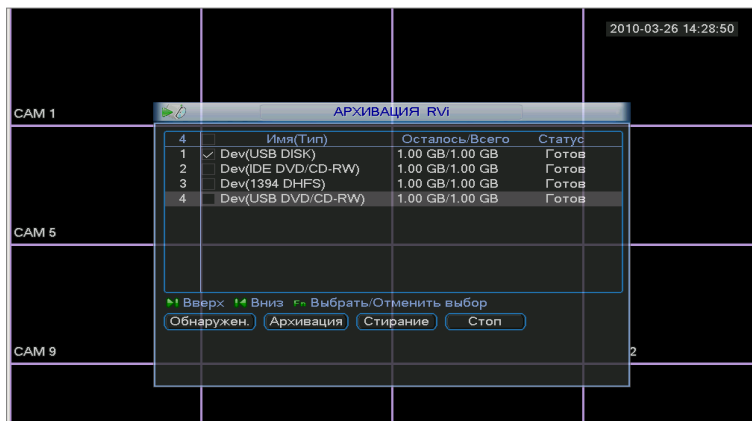 2010-03-26 14:28:50
CAM 1
АРХИВАЦИЯ RVi
4 Имя(Тип) Осталось/Всего Статус
1 Dev(USB DISK) 1.00 GB/1.00 GB Готов
2 Dev(IDE DVD/CD-RW) 1.00 GB/1.00 GB Готов
3 Dev(1394 DHFS) 1.00 GB/1.00 GB Готов
4 Dev(USB DVD/CD-RW) 1.00 GB/1.00 GB Готов
CAM 5
Вверх Вниз Fn Выбрать/Отменить выбор
Обнаружен. Архивация Стирание Стоп
CAM 9 2